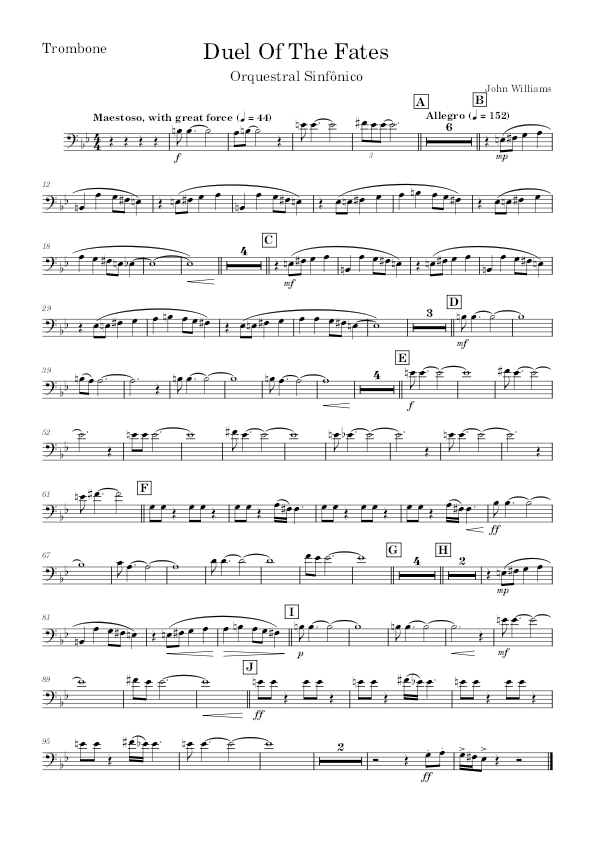 Trombone
Duel Of The Fates
Orquestral Sinfônico
John Williams
Maestoso, with great force (♩ = 44)
A
Allegro (♩ = 152)
B
4
4
6
3
f
mp
12
18
4
C
mf
29
3
D
mf
39
4
E
f
52
61
F
ff
67
G
4
H
2
mp
81
I
p
mf
89
J
ff
95
2
ff